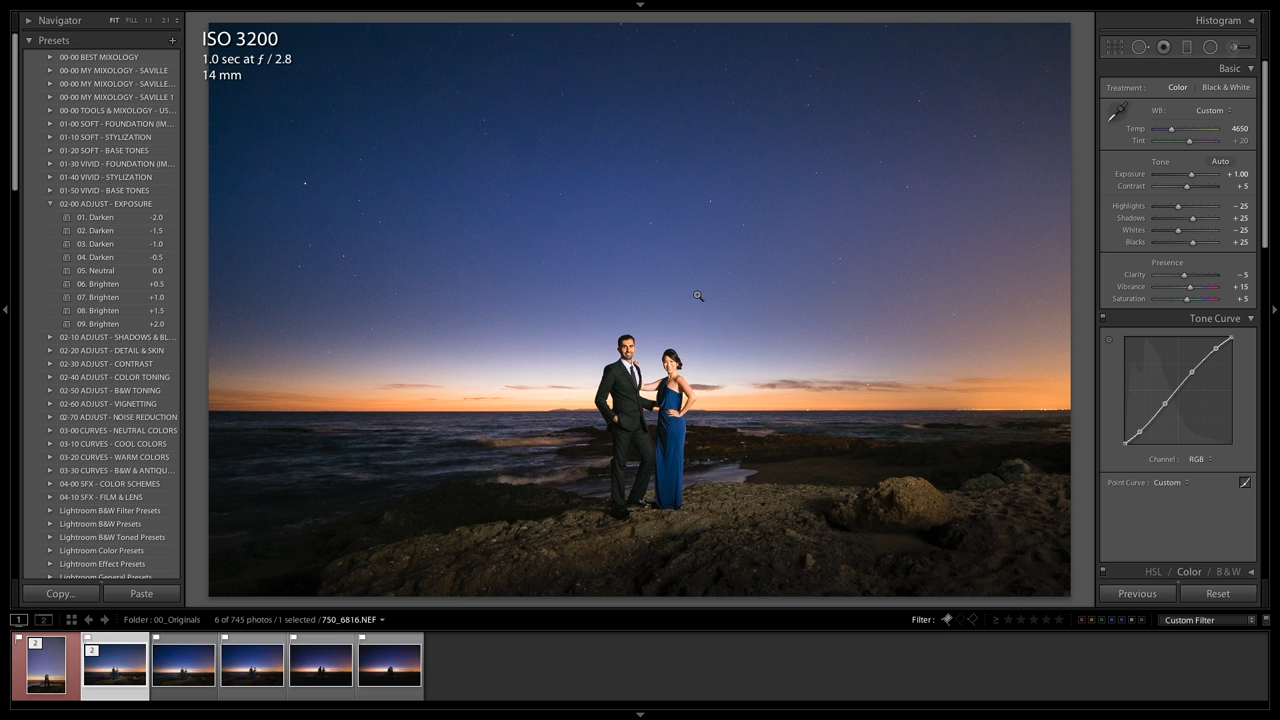 Navigator FIT FILL 1:1 2:1
Presets +
00-00 BEST MIXOLOGY
00-00 MY MIXOLOGY - SAVILLE
00-00 MY MIXOLOGY - SAVILLE...
00-00 MY MIXOLOGY - SAVILLE 1
00-00 TOOLS & MIXOLOGY - US...
01-00 SOFT - FOUNDATION (IM...
01-10 SOFT - STYLIZATION
01-20 SOFT - BASE TONES
01-30 VIVID - FOUNDATION (IM...
01-40 VIVID - STYLIZATION
01-50 VIVID - BASE TONES
02-00 ADJUST - EXPOSURE
01. Darken -2.0
02. Darken -1.5
03. Darken -1.0
04. Darken -0.5
05. Neutral 0.0
06. Brighten +0.5
07. Brighten +1.0
08. Brighten +1.5
09. Brighten +2.0
02-10 ADJUST - SHADOWS & BL...
02-20 ADJUST - DETAIL & SKIN
02-30 ADJUST - CONTRAST
02-40 ADJUST - COLOR TONING
02-50 ADJUST - B&W TONING
02-60 ADJUST - VIGNETTING
02-70 ADJUST - NOISE REDUCTION
03-00 CURVES - NEUTRAL COLORS
03-10 CURVES - COOL COLORS
03-20 CURVES - WARM COLORS
03-30 CURVES - B&W & ANTIQU...
04-00 SFX - COLOR SCHEMES
04-10 SFX - FILM & LENS
Lightroom B&W Filter Presets
Lightroom B&W Presets
Lightroom B&W Toned Presets
Lightroom Color Presets
Lightroom Effect Presets
Lightroom General Presets
Copy... Paste
ISO 3200
1.0 sec at ƒ / 2.8
14 mm
Histogram
Basic
Treatment : Color Black & White
WB : Custom
Temp 4650
Tint + 20
Tone Auto
Exposure + 1.00
Contrast + 5
Highlights − 25
Shadows + 25
Whites − 25
Blacks + 25
Presence
Clarity − 5
Vibrance + 15
Saturation + 5
Tone Curve
Channel : RGB
Point Curve : Custom
HSL / Color / B & W
Previous Reset
1 2 Folder : 00_Originals 6 of 745 photos / 1 selected / 750_6816.NEF Filter : ≥ Custom Filter
2
2